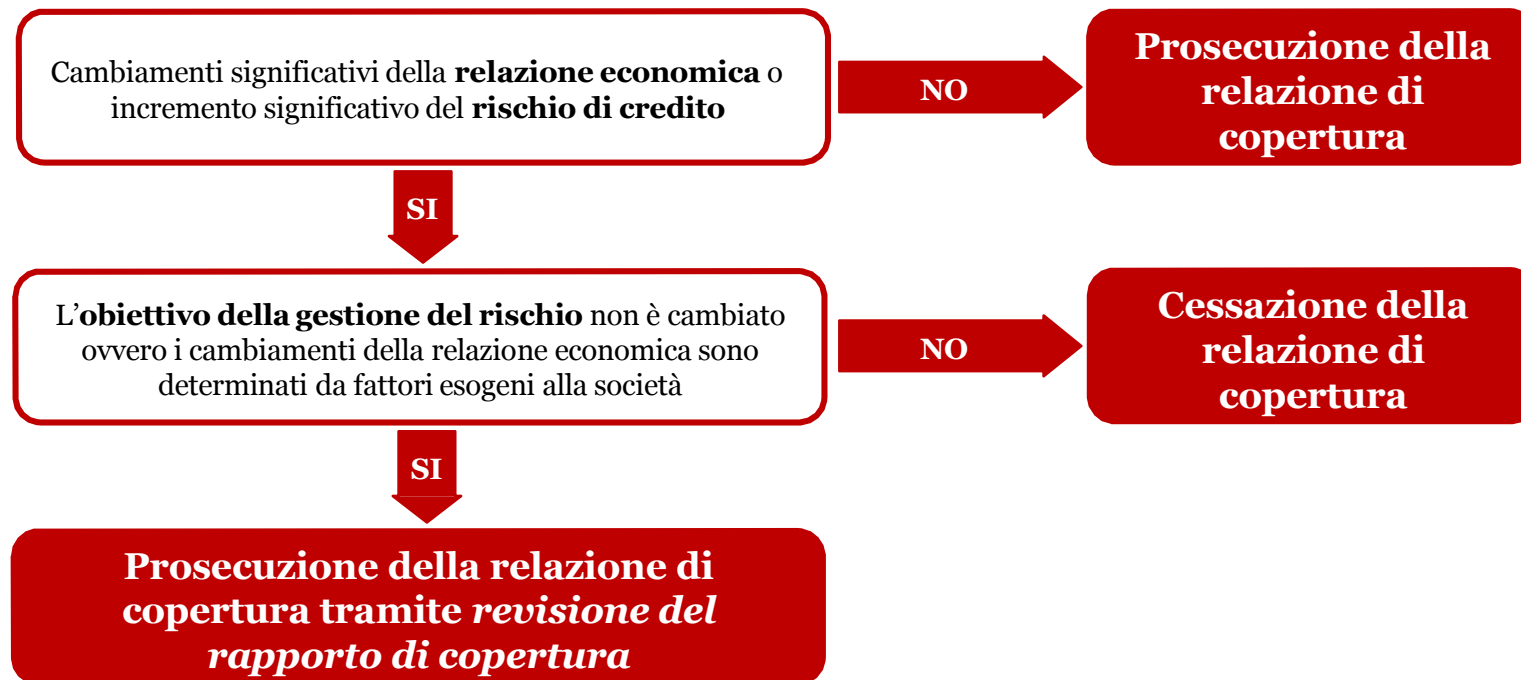 Cambiamenti significativi della relazione economica o
incremento significativo del rischio di credito
NO
Prosecuzione della
relazione di
copertura
SI
L'obiettivo della gestione del rischio non è cambiato
ovvero i cambiamenti della relazione economica sono
determinati da fattori esogeni alla società
NO
Cessazione della
relazione di
copertura
SI
Prosecuzione della relazione di
copertura tramite revisione del
rapporto di copertura